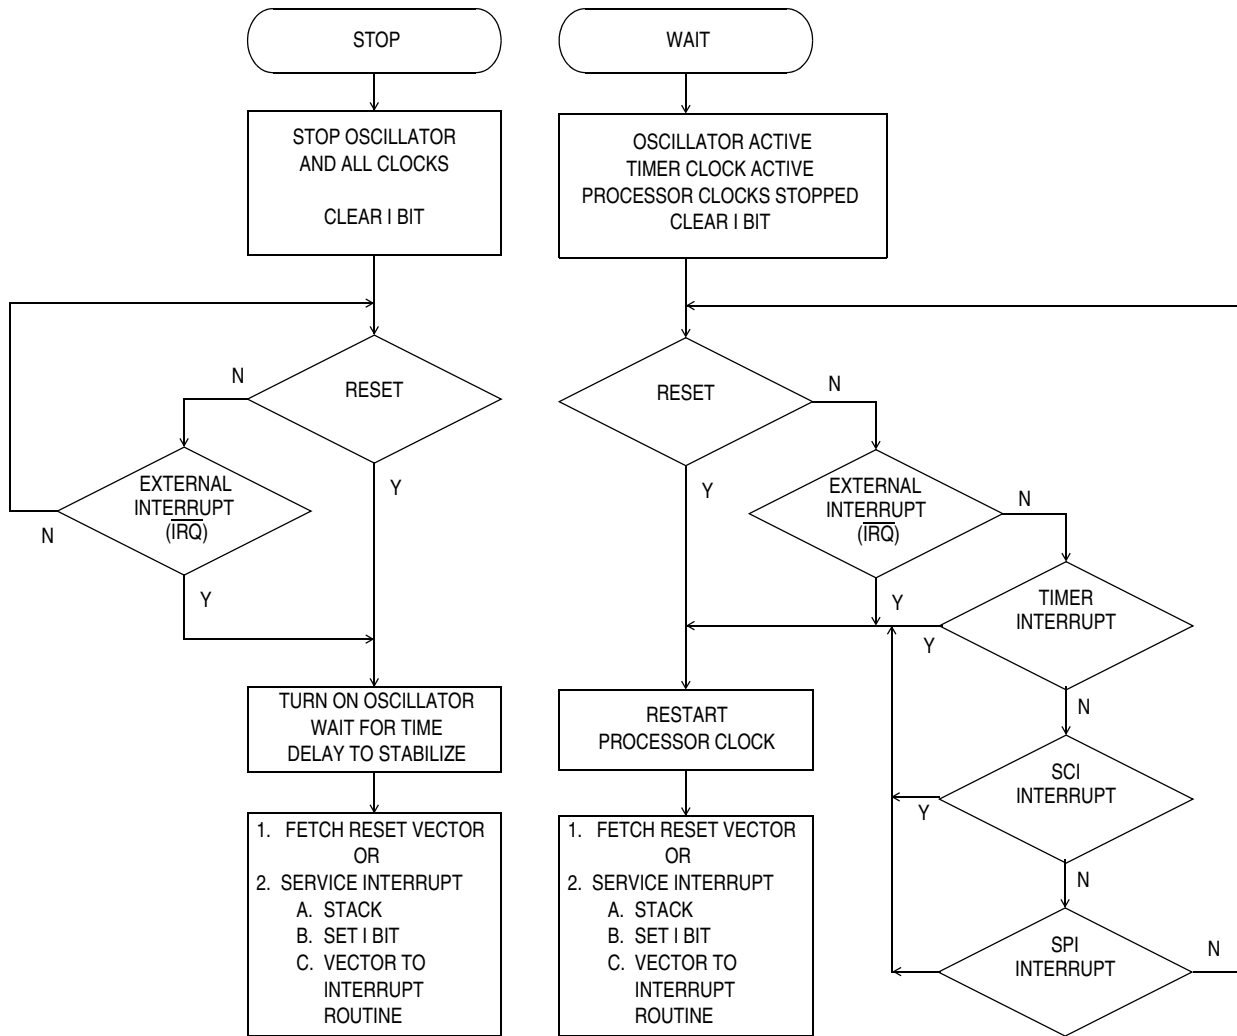 STOP
STOP OSCILLATOR
AND ALL CLOCKS
CLEAR I BIT
RESET
N
Y
EXTERNAL
INTERRUPT
(IRQ)
N
Y
TURN ON OSCILLATOR
WAIT FOR TIME
DELAY TO STABILIZE
1. FETCH RESET VECTOR
OR
2. SERVICE INTERRUPT
A. STACK
B. SET I BIT
C. VECTOR TO
INTERRUPT
ROUTINE
WAIT
OSCILLATOR ACTIVE
TIMER CLOCK ACTIVE
PROCESSOR CLOCKS STOPPED
CLEAR I BIT
RESET
N
Y
EXTERNAL
INTERRUPT
(IRQ)
N
Y
TIMER
INTERRUPT
Y
N
SCI
INTERRUPT
Y
N
SPI
INTERRUPT
N
RESTART
PROCESSOR CLOCK
1. FETCH RESET VECTOR
OR
2. SERVICE INTERRUPT
A. STACK
B. SET I BIT
C. VECTOR TO
INTERRUPT
ROUTINE